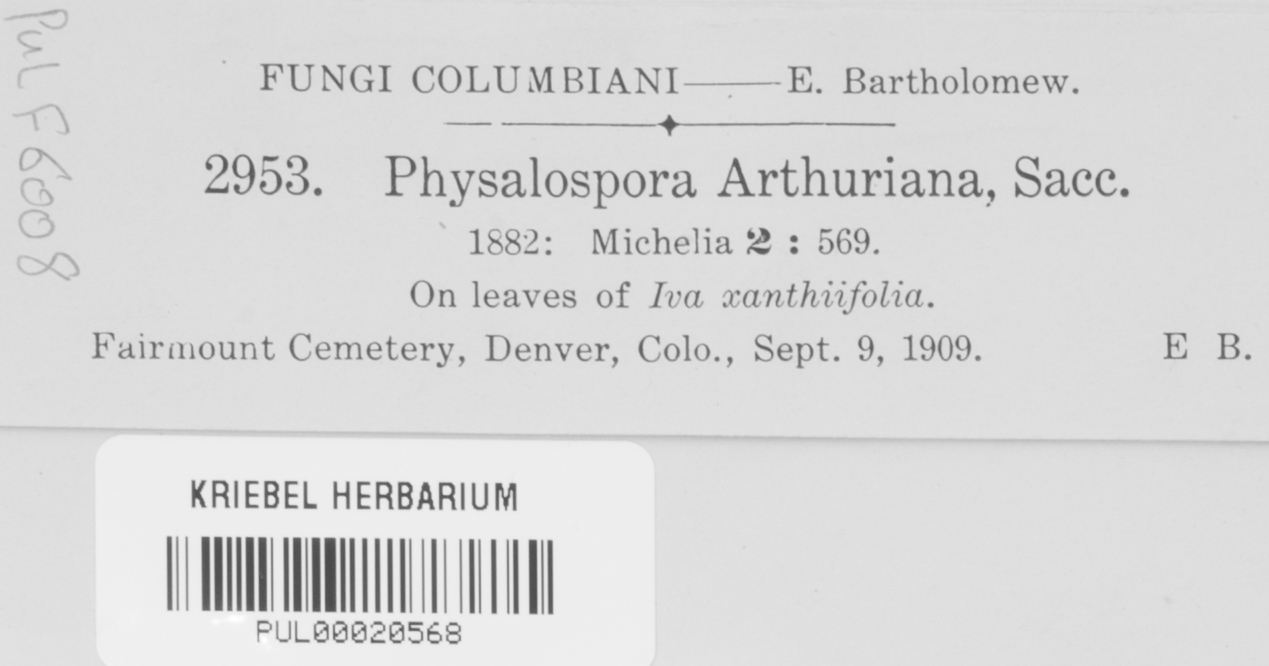 Pul F6008
FUNGI COLUMBIANI——E. Bartholomew.
2953. Physalospora Arthuriana, Sacc.
1882: Michelia 2 : 569.
On leaves of Iva xanthiifolia.
Fairmount Cemetery, Denver, Colo., Sept. 9, 1909. E B.
KRIEBEL HERBARIUM
PUL00020568